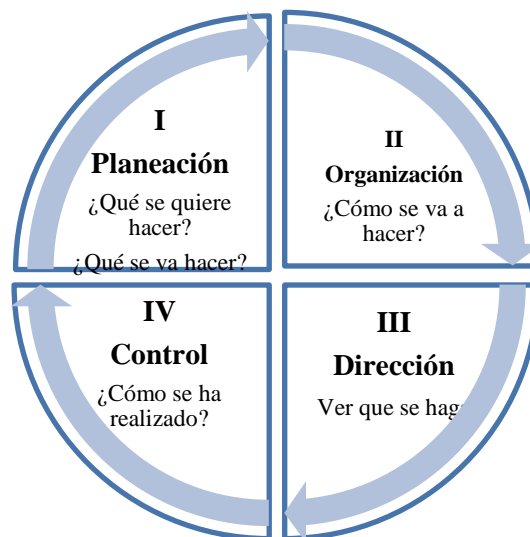 I
Planeación
¿Qué se quiere
hacer?
¿Qué se va hacer?
II
Organización
¿Cómo se va a
hacer?
III
Dirección
Ver que se haga
IV
Control
¿Cómo se ha
realizado?